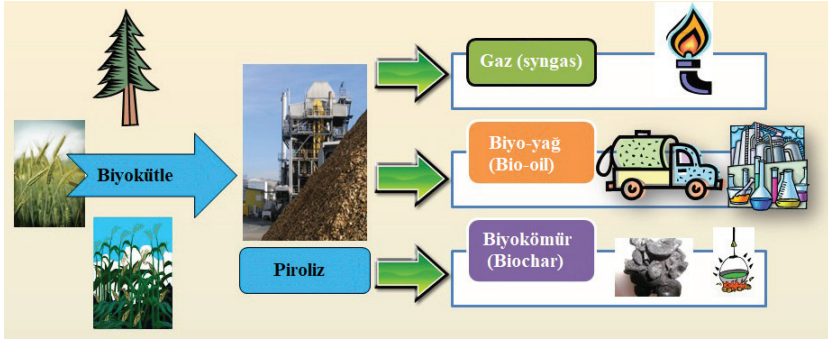 Biyokütle
Piroliz
Gaz (syngas)
Biyo-yağ
(Bio-oil)
Biyokömür
(Biochar)